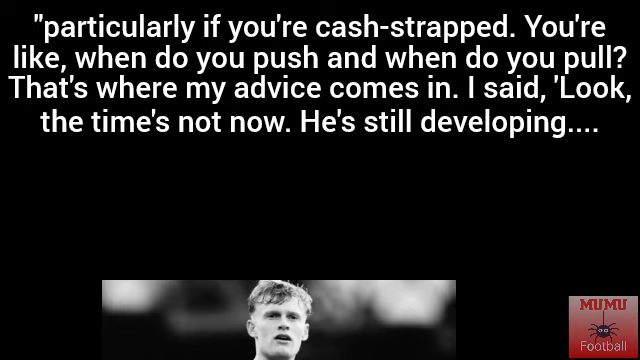 "particularly if you're cash-strapped. You're
like, when do you push and when do you pull?
That's where my advice comes in. I said, 'Look,
the time's not now. He's still developing....
MUMU
Football